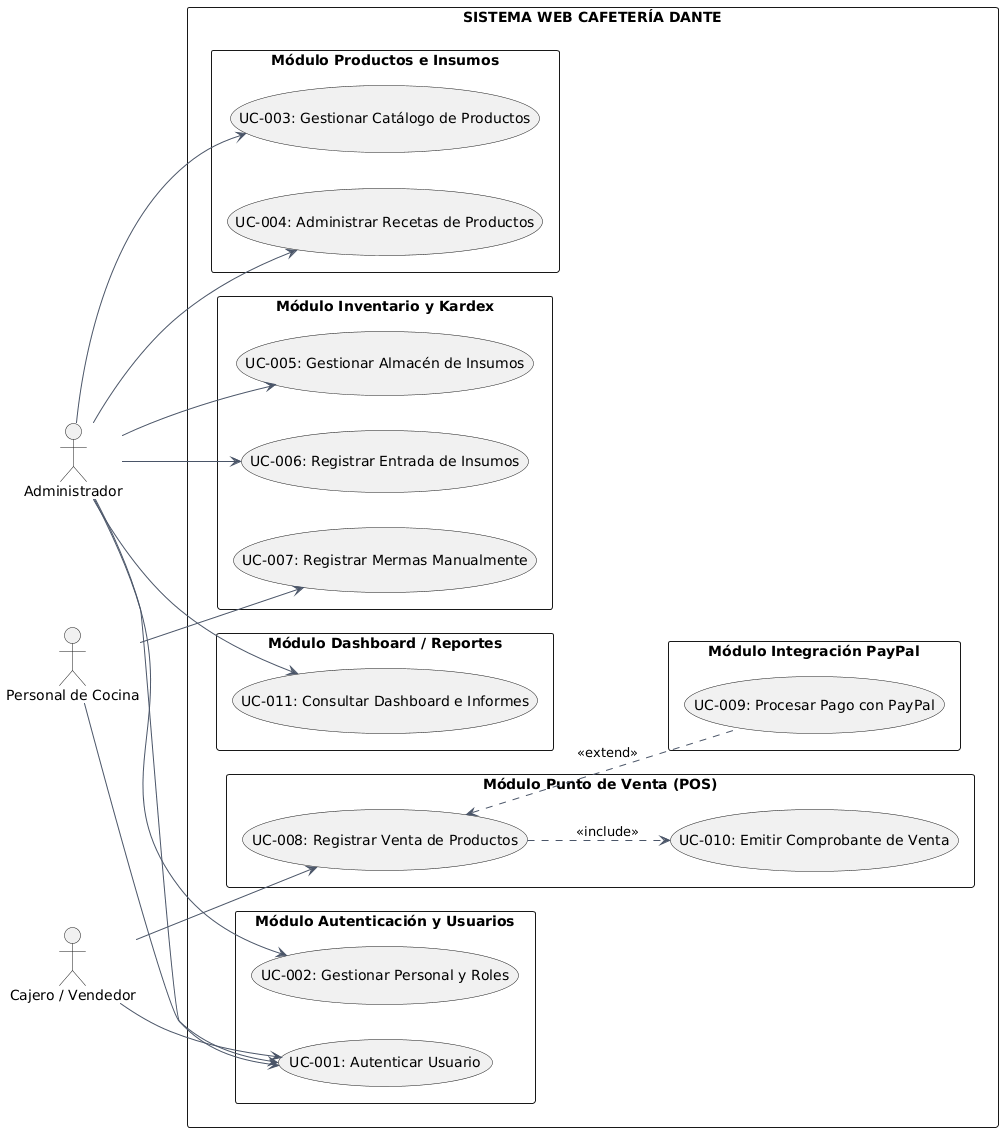 SISTEMA WEB CAFETERÍA DANTE
Módulo Productos e Insumos
UC-003: Gestionar Catálogo de Productos
UC-004: Administrar Recetas de Productos
Módulo Inventario y Kardex
UC-005: Gestionar Almacén de Insumos
UC-006: Registrar Entrada de Insumos
Administrador
UC-007: Registrar Mermas Manualmente
Módulo Dashboard / Reportes
Módulo Integración PayPal
Personal de Cocina
UC-011: Consultar Dashboard e Informes
UC-009: Procesar Pago con PayPal
«extend»
Módulo Punto de Venta (POS)
UC-008: Registrar Venta de Productos
«include»
UC-010: Emitir Comprobante de Venta
Módulo Autenticación y Usuarios
UC-002: Gestionar Personal y Roles
Cajero / Vendedor
UC-001: Autenticar Usuario